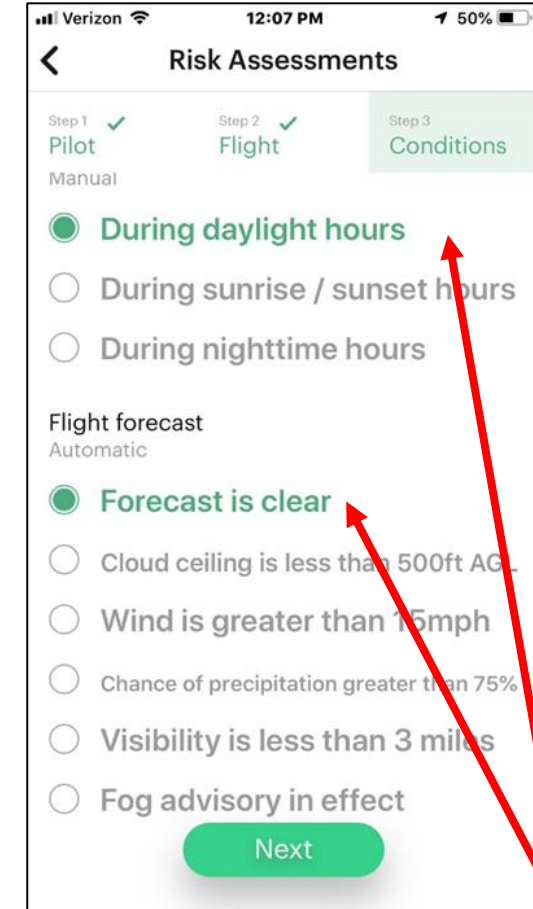 Verizon 12:07 PM 50%
Risk Assessments
Step 1 Step 2 Step 3
Pilot Flight Conditions
Manual
During daylight hours
During sunrise / sunset hours
During nighttime hours
Flight forecast
Automatic
Forecast is clear
Cloud ceiling is less than 500ft AGL
Wind is greater than 15mph
Chance of precipitation greater than 75%
Visibility is less than 3 miles
Fog advisory in effect
Next